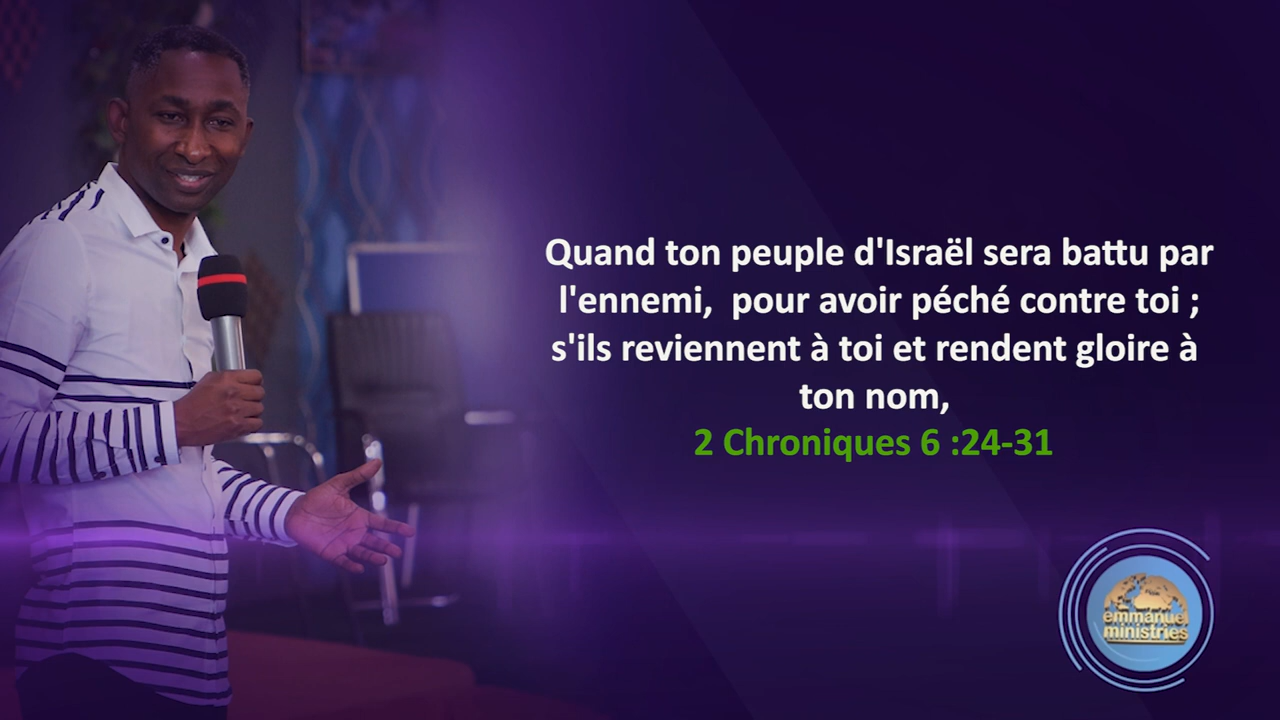 Quand ton peuple d'Israël sera battu par
l'ennemi,  pour avoir péché contre toi ;
s'ils reviennent à toi et rendent gloire à
ton nom,
2 Chroniques 6 :24-31
emmanuel
ministries